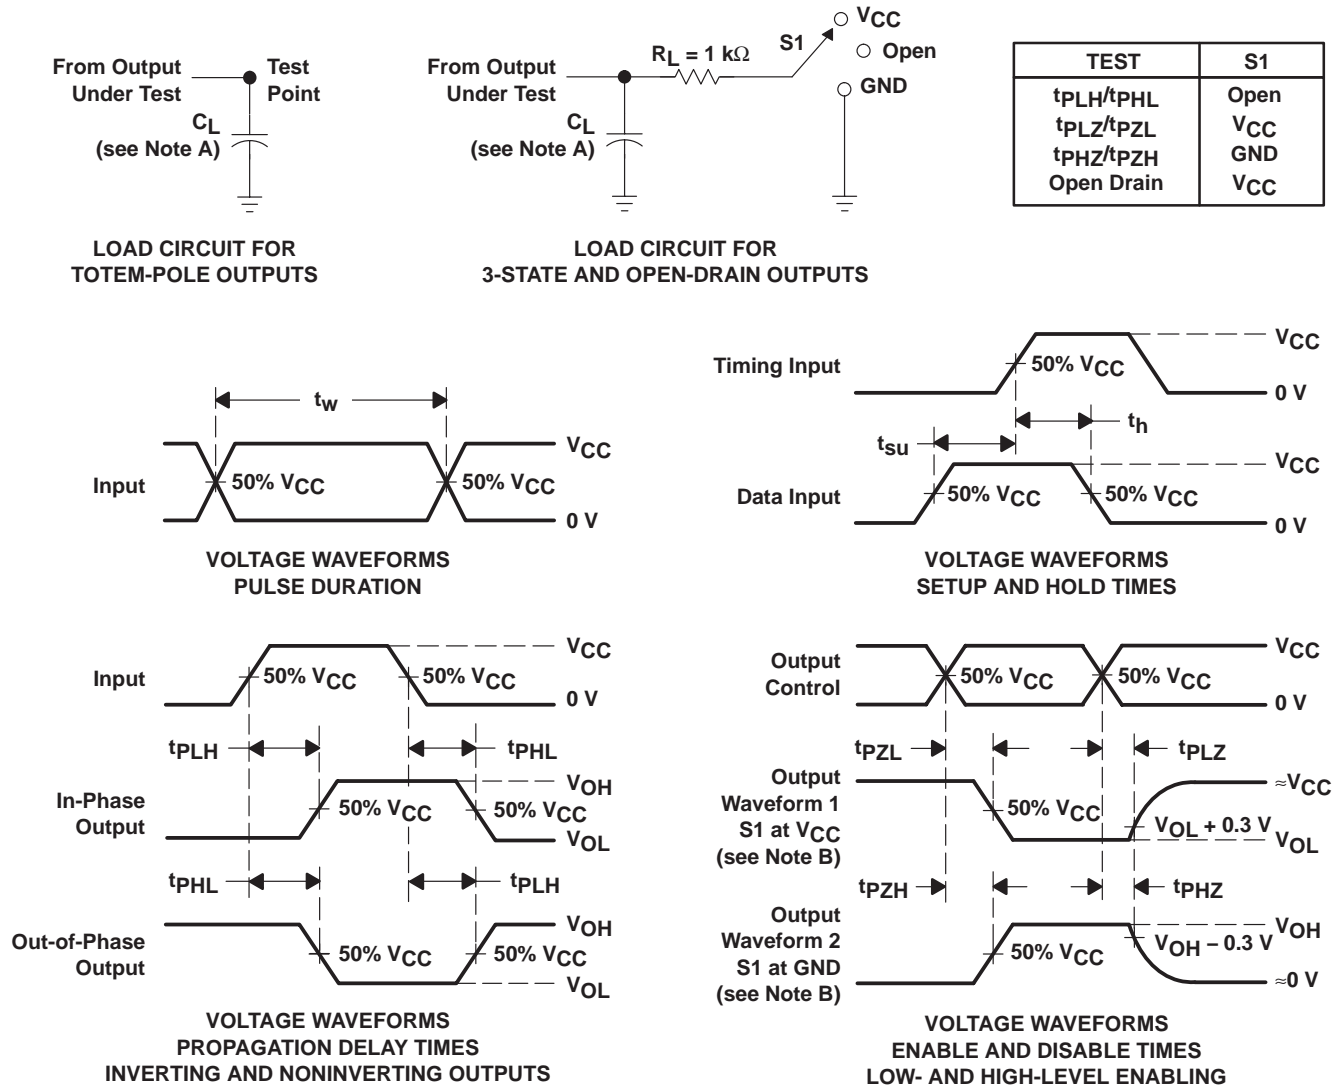 From Output
Under Test
Test
Point
CL
(see Note A)
LOAD CIRCUIT FOR
TOTEM-POLE OUTPUTS
From Output
Under Test
RL = 1 kΩ
S1
VCC
Open
GND
CL
(see Note A)
LOAD CIRCUIT FOR
3-STATE AND OPEN-DRAIN OUTPUTS
TEST S1
tPLH/tPHL Open
tPLZ/tPZL VCC
tPHZ/tPZH GND
Open Drain VCC
tw
Input
50% VCC
50% VCC
VCC
0 V
VOLTAGE WAVEFORMS
PULSE DURATION
Timing Input
50% VCC
VCC
0 V
tsu
th
Data Input
50% VCC
50% VCC
VCC
0 V
VOLTAGE WAVEFORMS
SETUP AND HOLD TIMES
Input
50% VCC
50% VCC
VCC
0 V
tPLH
tPHL
In-Phase
Output
50% VCC
50% VCC
VOH
VOL
tPHL
tPLH
Out-of-Phase
Output
50% VCC
50% VCC
VOH
VOL
VOLTAGE WAVEFORMS
PROPAGATION DELAY TIMES
INVERTING AND NONINVERTING OUTPUTS
Output
Control
50% VCC
50% VCC
VCC
0 V
tPZL
tPLZ
Output
Waveform 1
S1 at VCC
(see Note B)
50% VCC
≈VCC
VOL + 0.3 V
VOL
tPZH
tPHZ
Output
Waveform 2
S1 at GND
(see Note B)
50% VCC
VOH
VOH − 0.3 V
≈0 V
VOLTAGE WAVEFORMS
ENABLE AND DISABLE TIMES
LOW- AND HIGH-LEVEL ENABLING